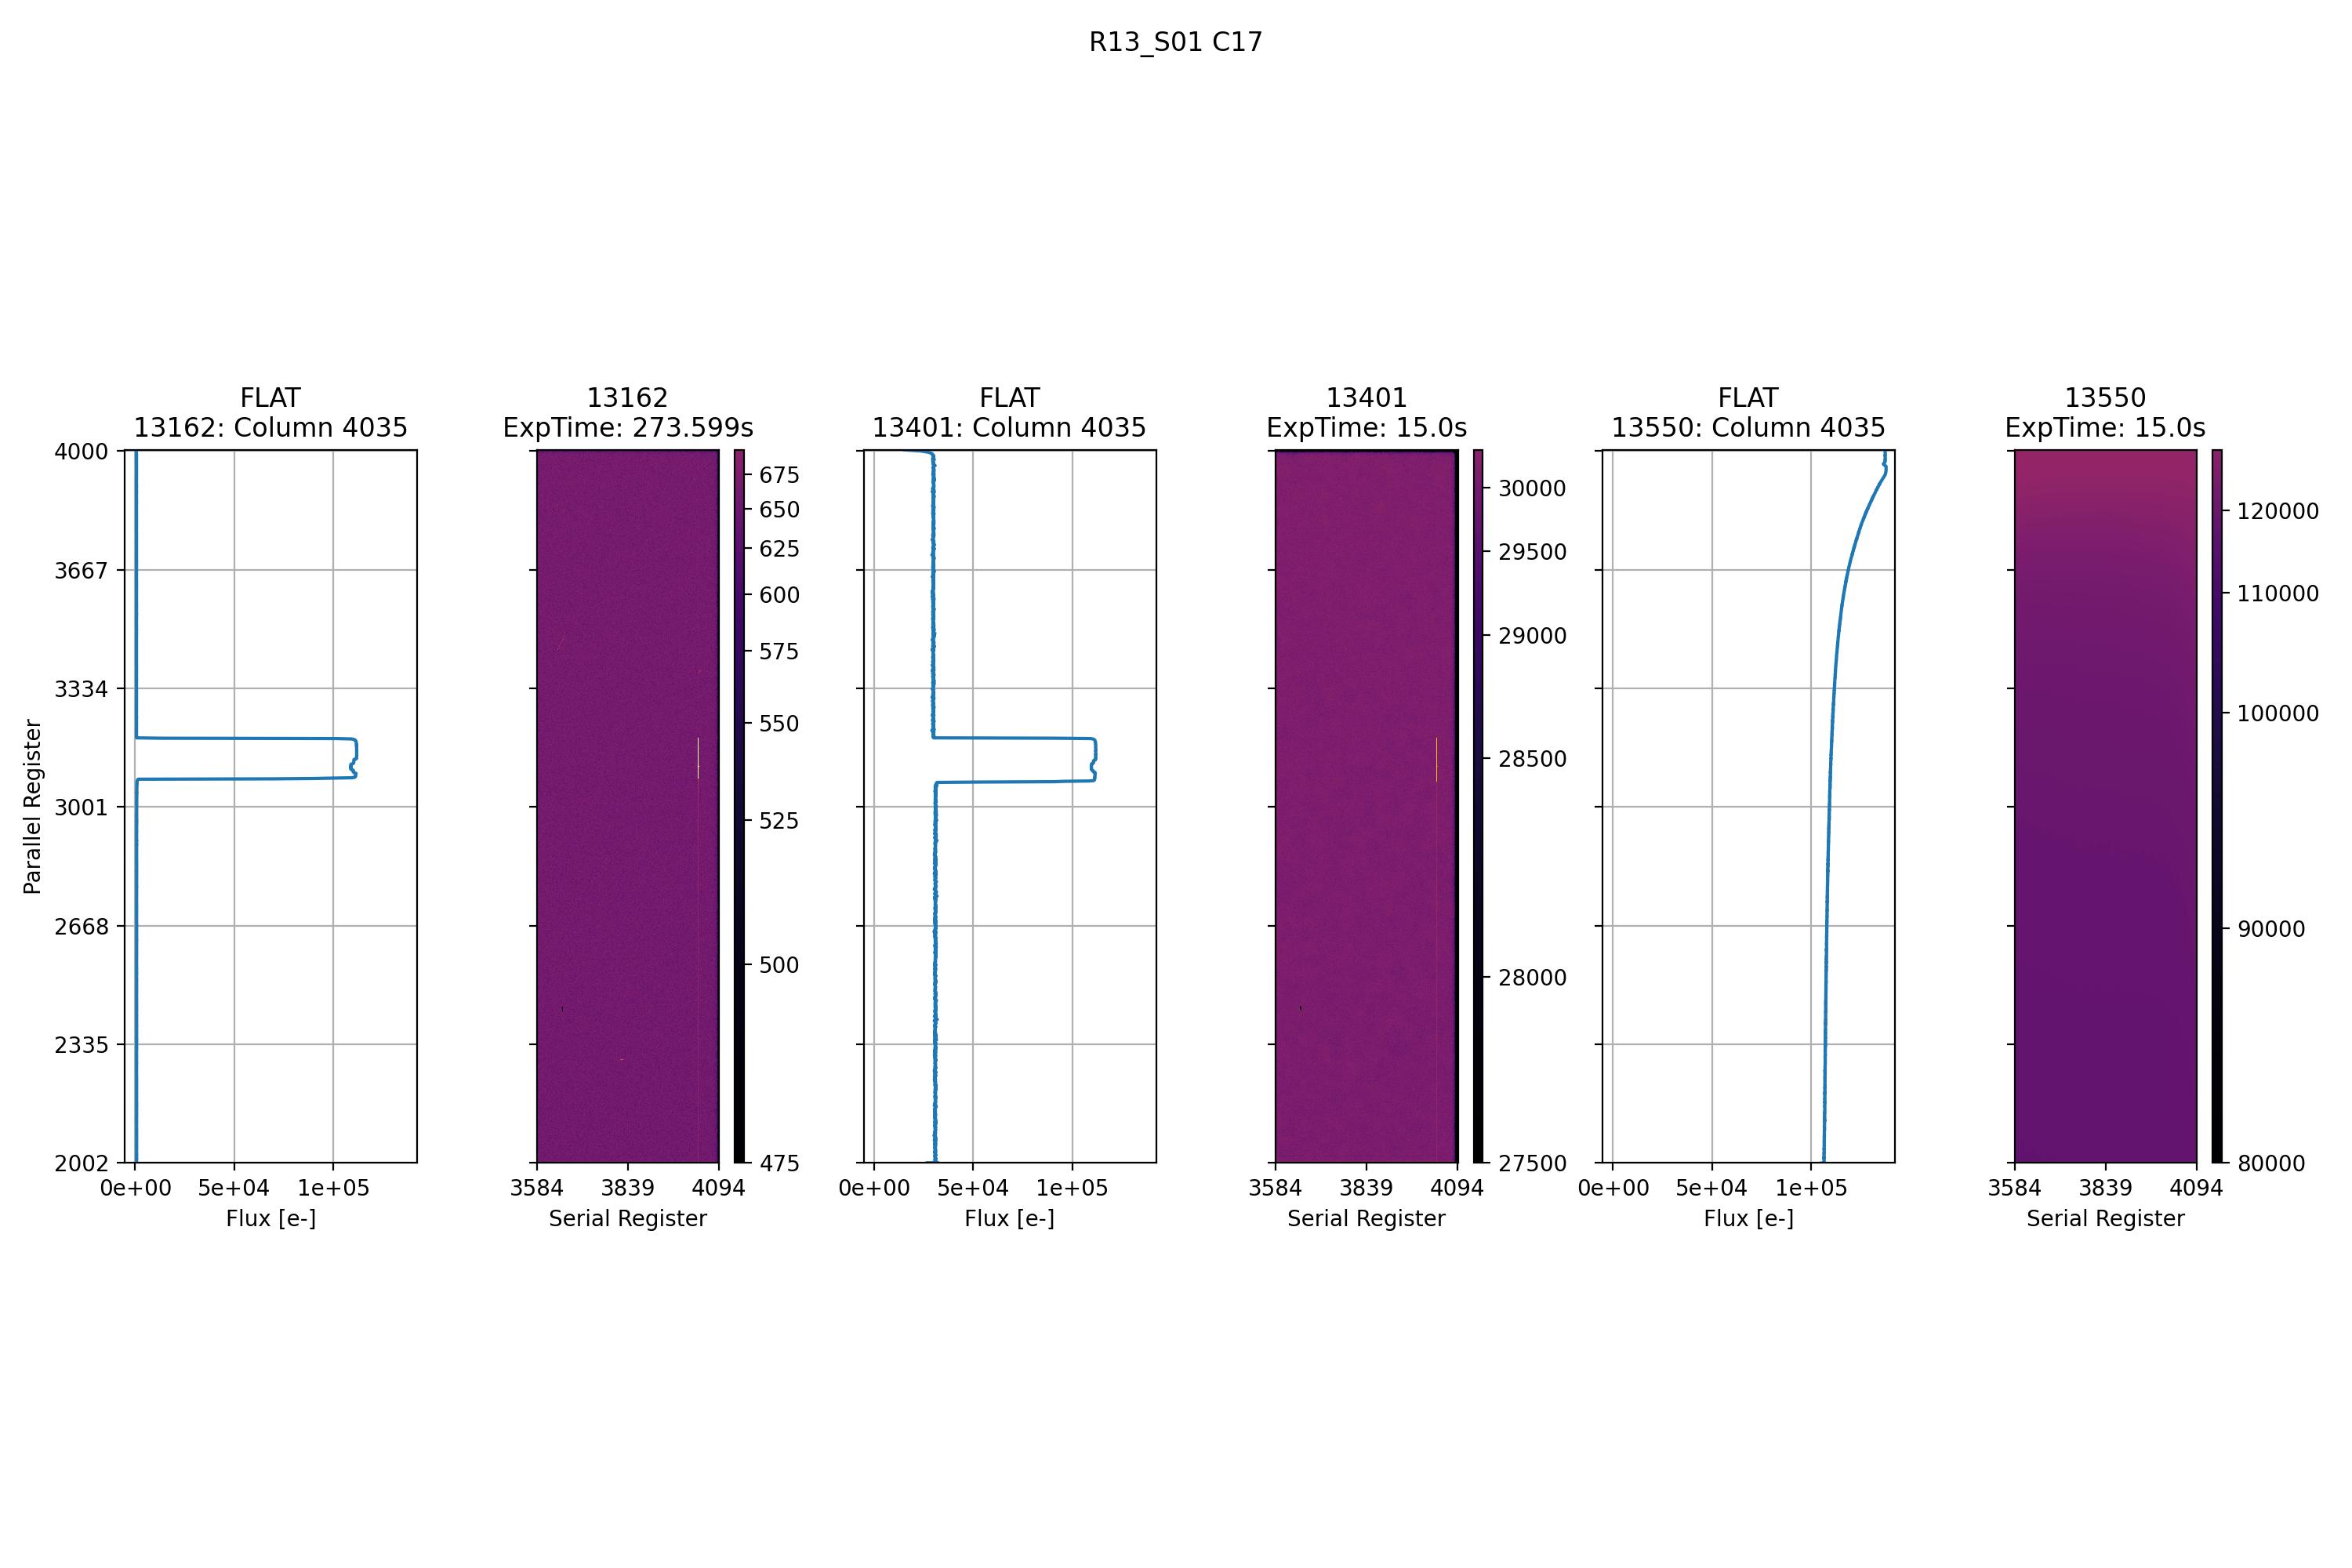 R13_S01 C17
FLAT
13162: Column 4035
13162
ExpTime: 273.599s
FLAT
13401: Column 4035
13401
ExpTime: 15.0s
FLAT
13550: Column 4035
13550
ExpTime: 15.0s
Parallel Register
4000
3667
3334
3001
2668
2335
2002
0e+00 5e+04 1e+05
Flux [e-]
3584 3839 4094
Serial Register
675
650
625
600
575
550
525
500
475
0e+00 5e+04 1e+05
Flux [e-]
3584 3839 4094
Serial Register
30000
29500
29000
28500
28000
27500
0e+00 5e+04 1e+05
Flux [e-]
3584 3839 4094
Serial Register
120000
110000
100000
90000
80000